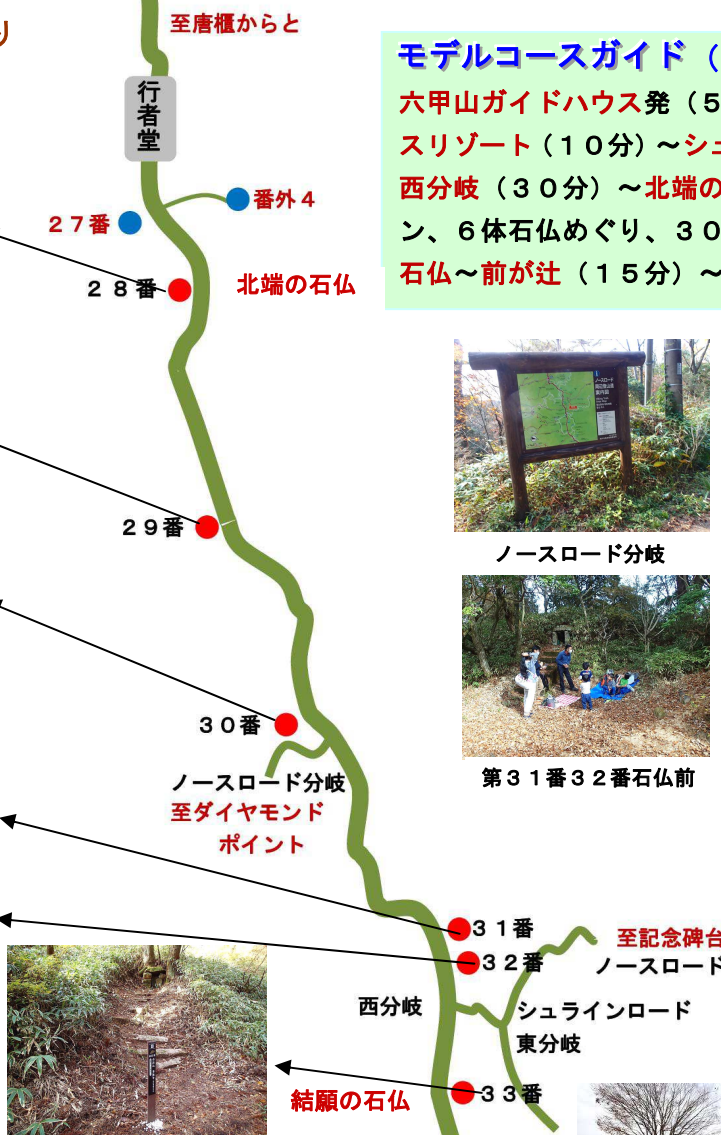 り
至唐櫃からと
行者堂
番外４
２７番
２８番
北端の石仏
モデルコースガイド（
六甲山ガイドハウス発（５
スリゾート（１０分）～シュ
西分岐（３０分）～北端の
ン、６体石仏めぐり、３０
石仏～前が辻（１５分）～
２９番
ノースロード分岐
３０番
ノースロード分岐
至ダイヤモンド
ポイント
第３１番３２番石仏前
３１番
３２番
至記念碑台
ノースロード
西分岐
シュラインロード
東分岐
３３番
結願の石仏